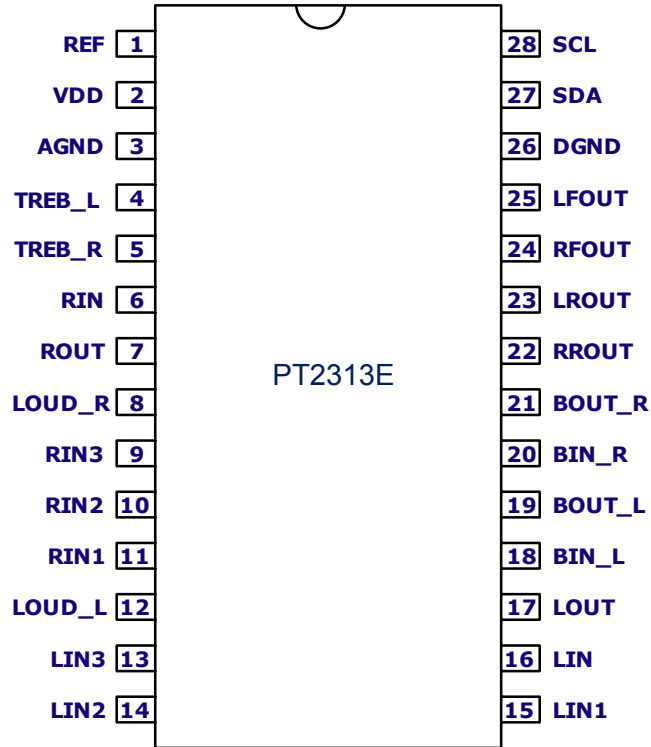 REF 1 28 SCL
VDD 2 27 SDA
AGND 3 26 DGND
TREB_L 4 25 LFOUT
TREB_R 5 24 RFOUT
RIN 6 23 LROUT
ROUT 7 22 RROUT
PT2313E
LOUD_R 8 21 BOUT_R
RIN3 9 20 BIN_R
RIN2 10 19 BOUT_L
RIN1 11 18 BIN_L
LOUD_L 12 17 LOUT
LIN3 13 16 LIN
LIN2 14 15 LIN1